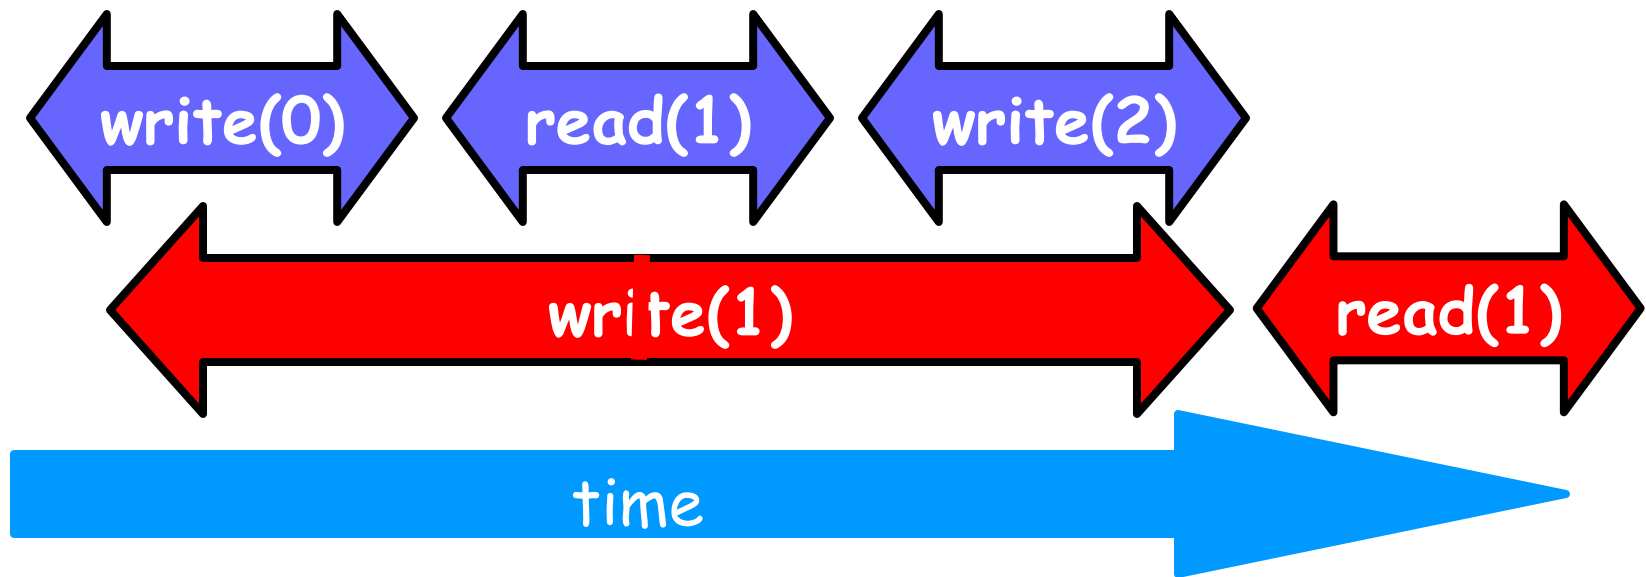 write(0) read(1) write(2)
write(1) read(1)
time